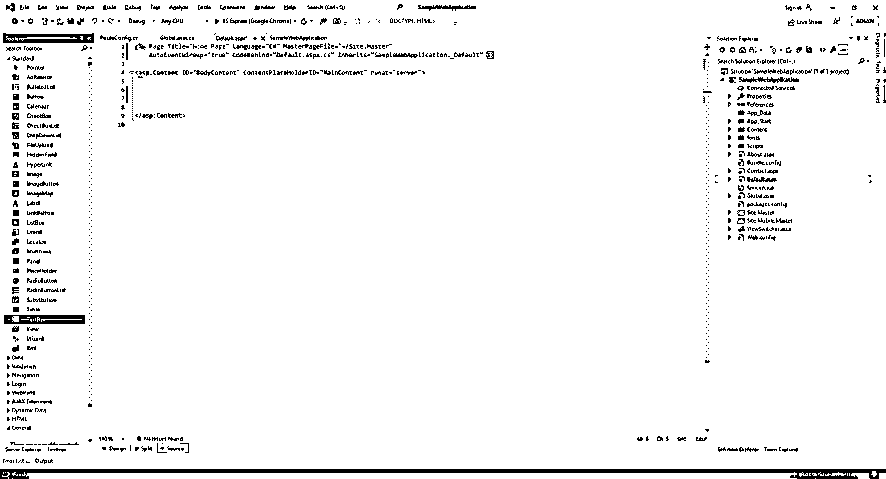 File Edit View Project Build Debug Test Analyze Tools Extensions Window Help Search (Ctrl+Q) SampleWebApplication
Sign in
Debug Any CPU IIS Express (Google Chrome) DOCTYPE: HTML5 Live Share ADMIN
Toolbox
Search Toolbox
Standard
Pointer
AdRotator
BulletedList
Button
Calendar
CheckBox
CheckBoxList
DropDownList
FileUpload
HiddenField
HyperLink
Image
ImageButton
ImageMap
Label
LinkButton
ListBox
Literal
Localize
MultiView
Panel
PlaceHolder
RadioButton
RadioButtonList
Substitution
Table
TextBox
View
Wizard
Xml
Data
Validation
Navigation
Login
WebParts
AJAX Extensions
Dynamic Data
HTML
General
Server Explorer Toolbox
Error List... Output
Ready
RouteConfig.cs Global.asax.cs Default.aspx SampleWebApplication
1 <%@ Page Title="Home Page" Language="C#" MasterPageFile="~/Site.Master"
2 AutoEventWireup="true" CodeBehind="Default.aspx.cs" Inherits="SampleWebApplication._Default" %>
3
4 <asp:Content ID="BodyContent" ContentPlaceHolderID="MainContent" runat="server">
5
6
7
8
9 </asp:Content>
10
No issues found
Design Split Source
Solution Explorer
Search Solution Explorer (Ctrl+;)
Solution 'SampleWebApplication' (1 of 1 project)
SampleWebApplication
Connected Services
Properties
References
App_Data
App_Start
Content
fonts
Scripts
About.aspx
Bundle.config
Contact.aspx
Default.aspx
favicon.ico
Global.asax
packages.config
Site.Master
Site.Mobile.Master
ViewSwitcher.ascx
Web.config
Solution Explorer Team Explorer
Diagnostic Tools
Properties